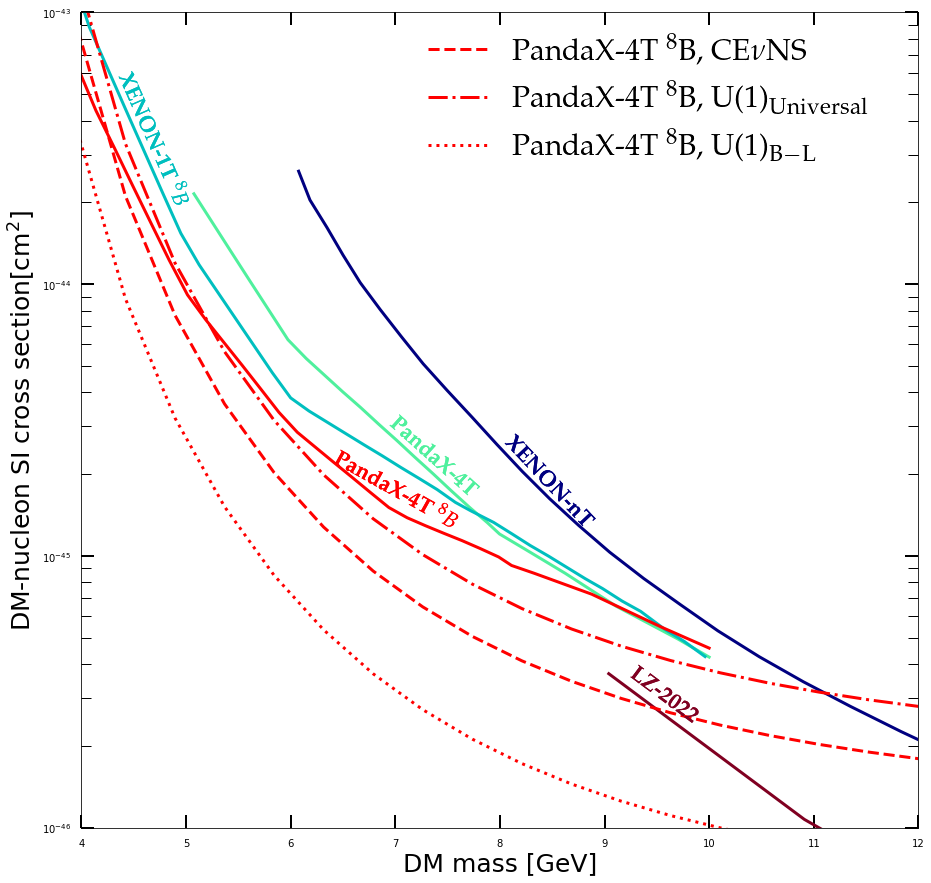 10⁻⁴³
PandaX-4T ⁸B, CEνNS
PandaX-4T ⁸B, U(1)Universal
PandaX-4T ⁸B, U(1)B−L
XENON-1T ⁸B
10⁻⁴⁴
DM-nucleon SI cross section[cm²]
PandaX-4T
XENON-nT
PandaX-4T ⁸B
10⁻⁴⁵
LZ-2022
10⁻⁴⁶
4 5 6 7 8 9 10 11 12
DM mass [GeV]